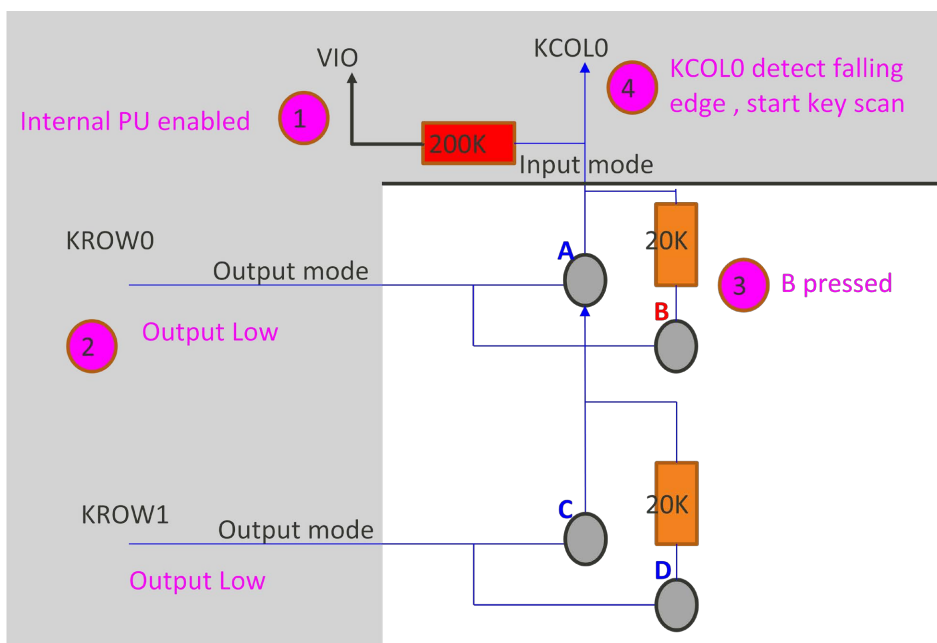 KCOL0
VIO
4
KCOL0 detect falling
edge , start key scan
1
Internal PU enabled
200K
Input mode
KROW0
A
20K
Output mode
3
B pressed
B
Output Low
2
20K
KROW1
C
Output mode
D
Output Low